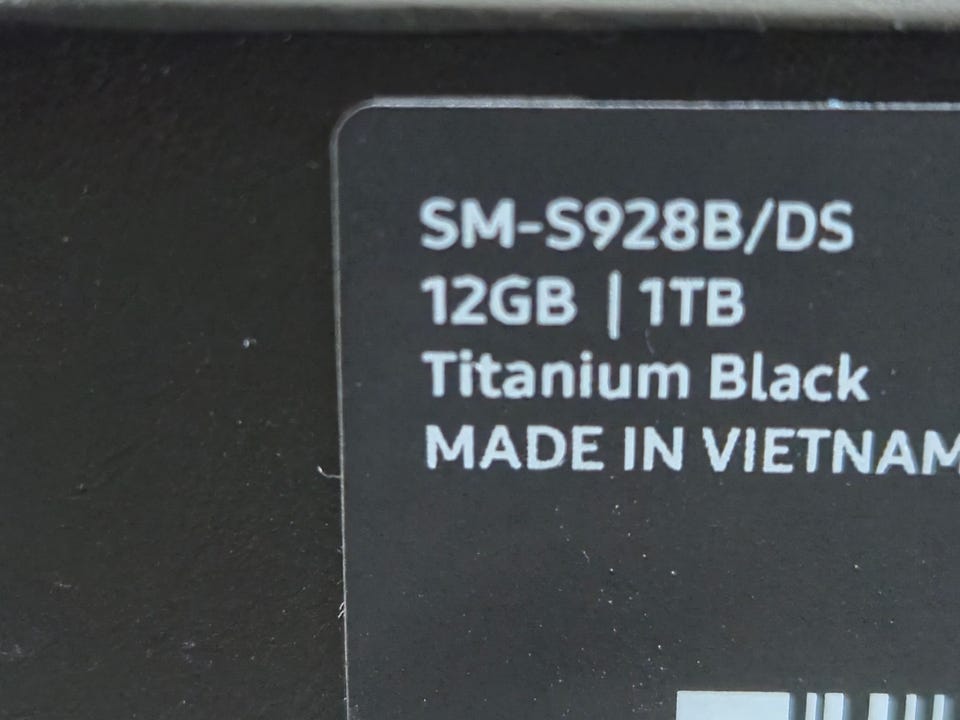 SM-S928B/DS
12GB | 1TB
Titanium Black
MADE IN VIETNAM